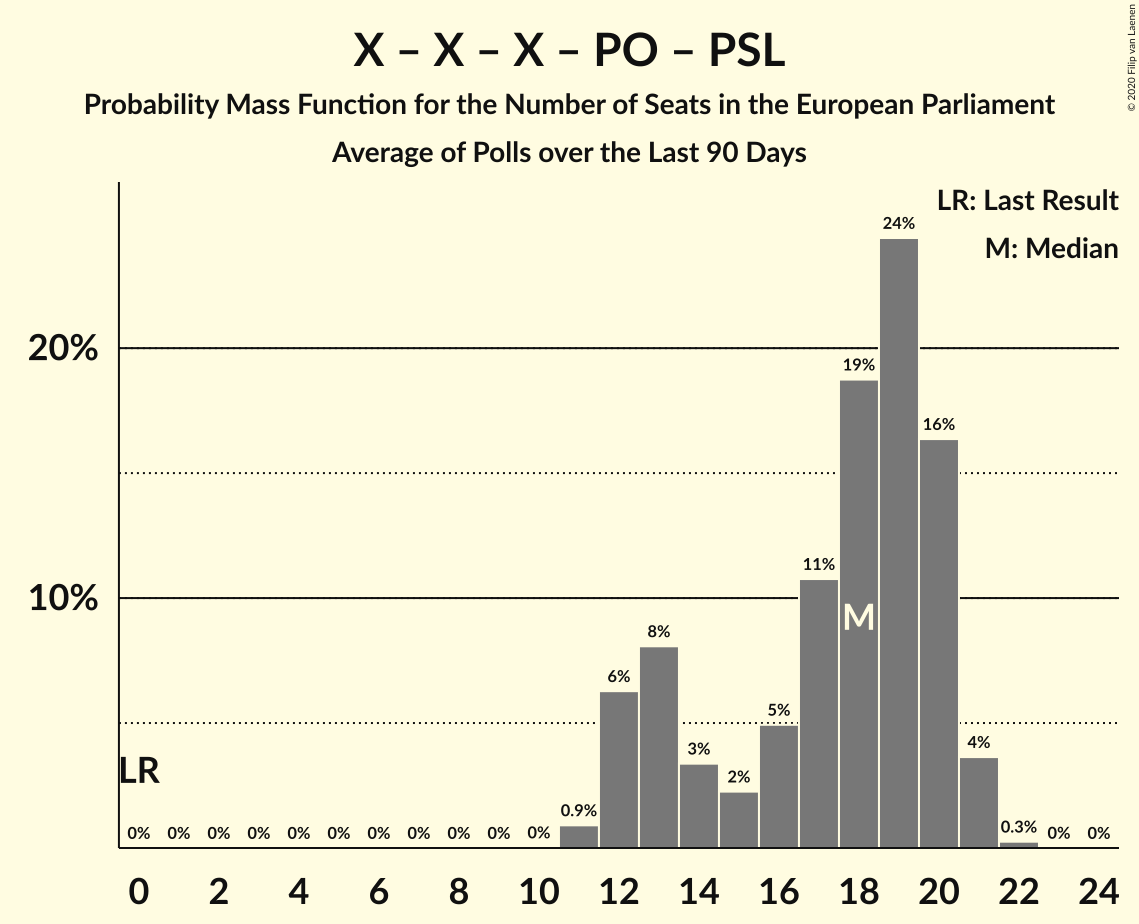 X – X – X – PO – PSL
Probability Mass Function for the Number of Seats in the European Parliament
Average of Polls over the Last 90 Days
© 2020 Filip van Laenen
LR: Last Result
M: Median
20%
10%
24%
19%
16%
11%
8%
6%
5%
4%
3%
2%
0.9%
0.3%
M
LR
0% 0% 0% 0% 0% 0% 0% 0% 0% 0% 0% 0% 0%
0 2 4 6 8 10 12 14 16 18 20 22 24